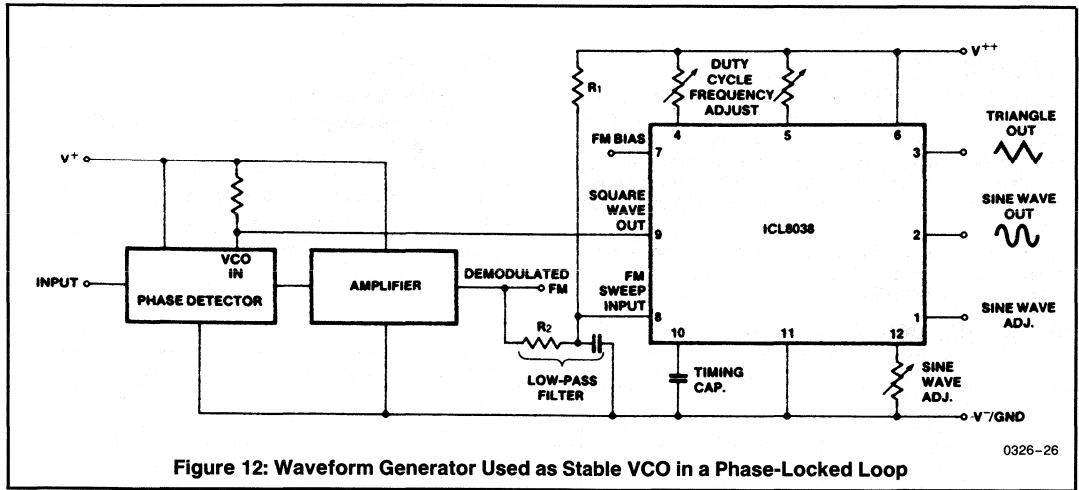 V++
R1
DUTY
CYCLE
FREQUENCY
ADJUST
4
5
6
FM BIAS
7
3
TRIANGLE
OUT
V+
SQUARE
WAVE
OUT
9
ICL8038
2
SINE WAVE
OUT
INPUT
VCO
IN
PHASE DETECTOR
AMPLIFIER
DEMODULATED
FM
FM
SWEEP
INPUT
8
1
SINE WAVE
ADJ.
R2
LOW-PASS
FILTER
10
11
12
TIMING
CAP.
SINE
WAVE
ADJ.
V-/GND
0326-26
Figure 12: Waveform Generator Used as Stable VCO in a Phase-Locked Loop